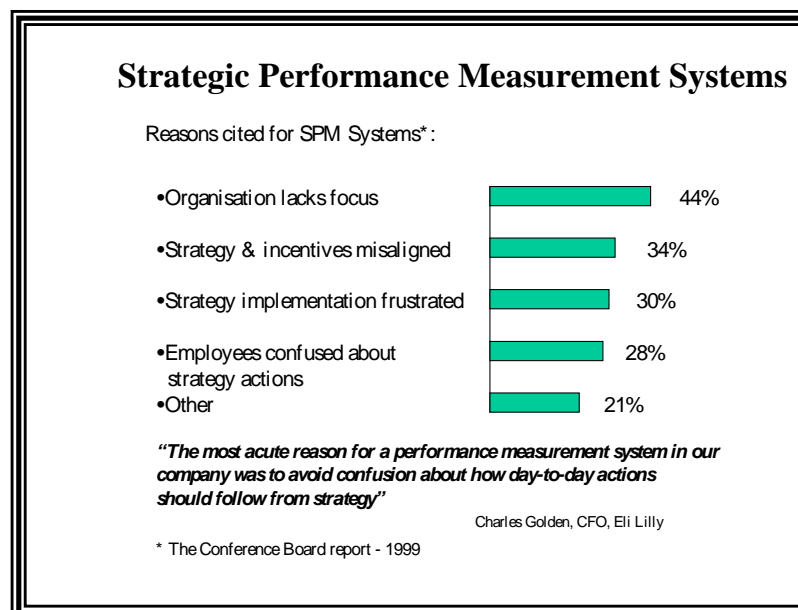 Strategic Performance Measurement Systems
Reasons cited for SPM Systems*:
•Organisation lacks focus 44%
•Strategy & incentives misaligned 34%
•Strategy implementation frustrated 30%
•Employees confused about 28%
strategy actions
•Other 21%
“The most acute reason for a performance measurement system in our
company was to avoid confusion about how day-to-day actions
should follow from strategy”
Charles Golden, CFO, Eli Lilly
* The Conference Board report - 1999